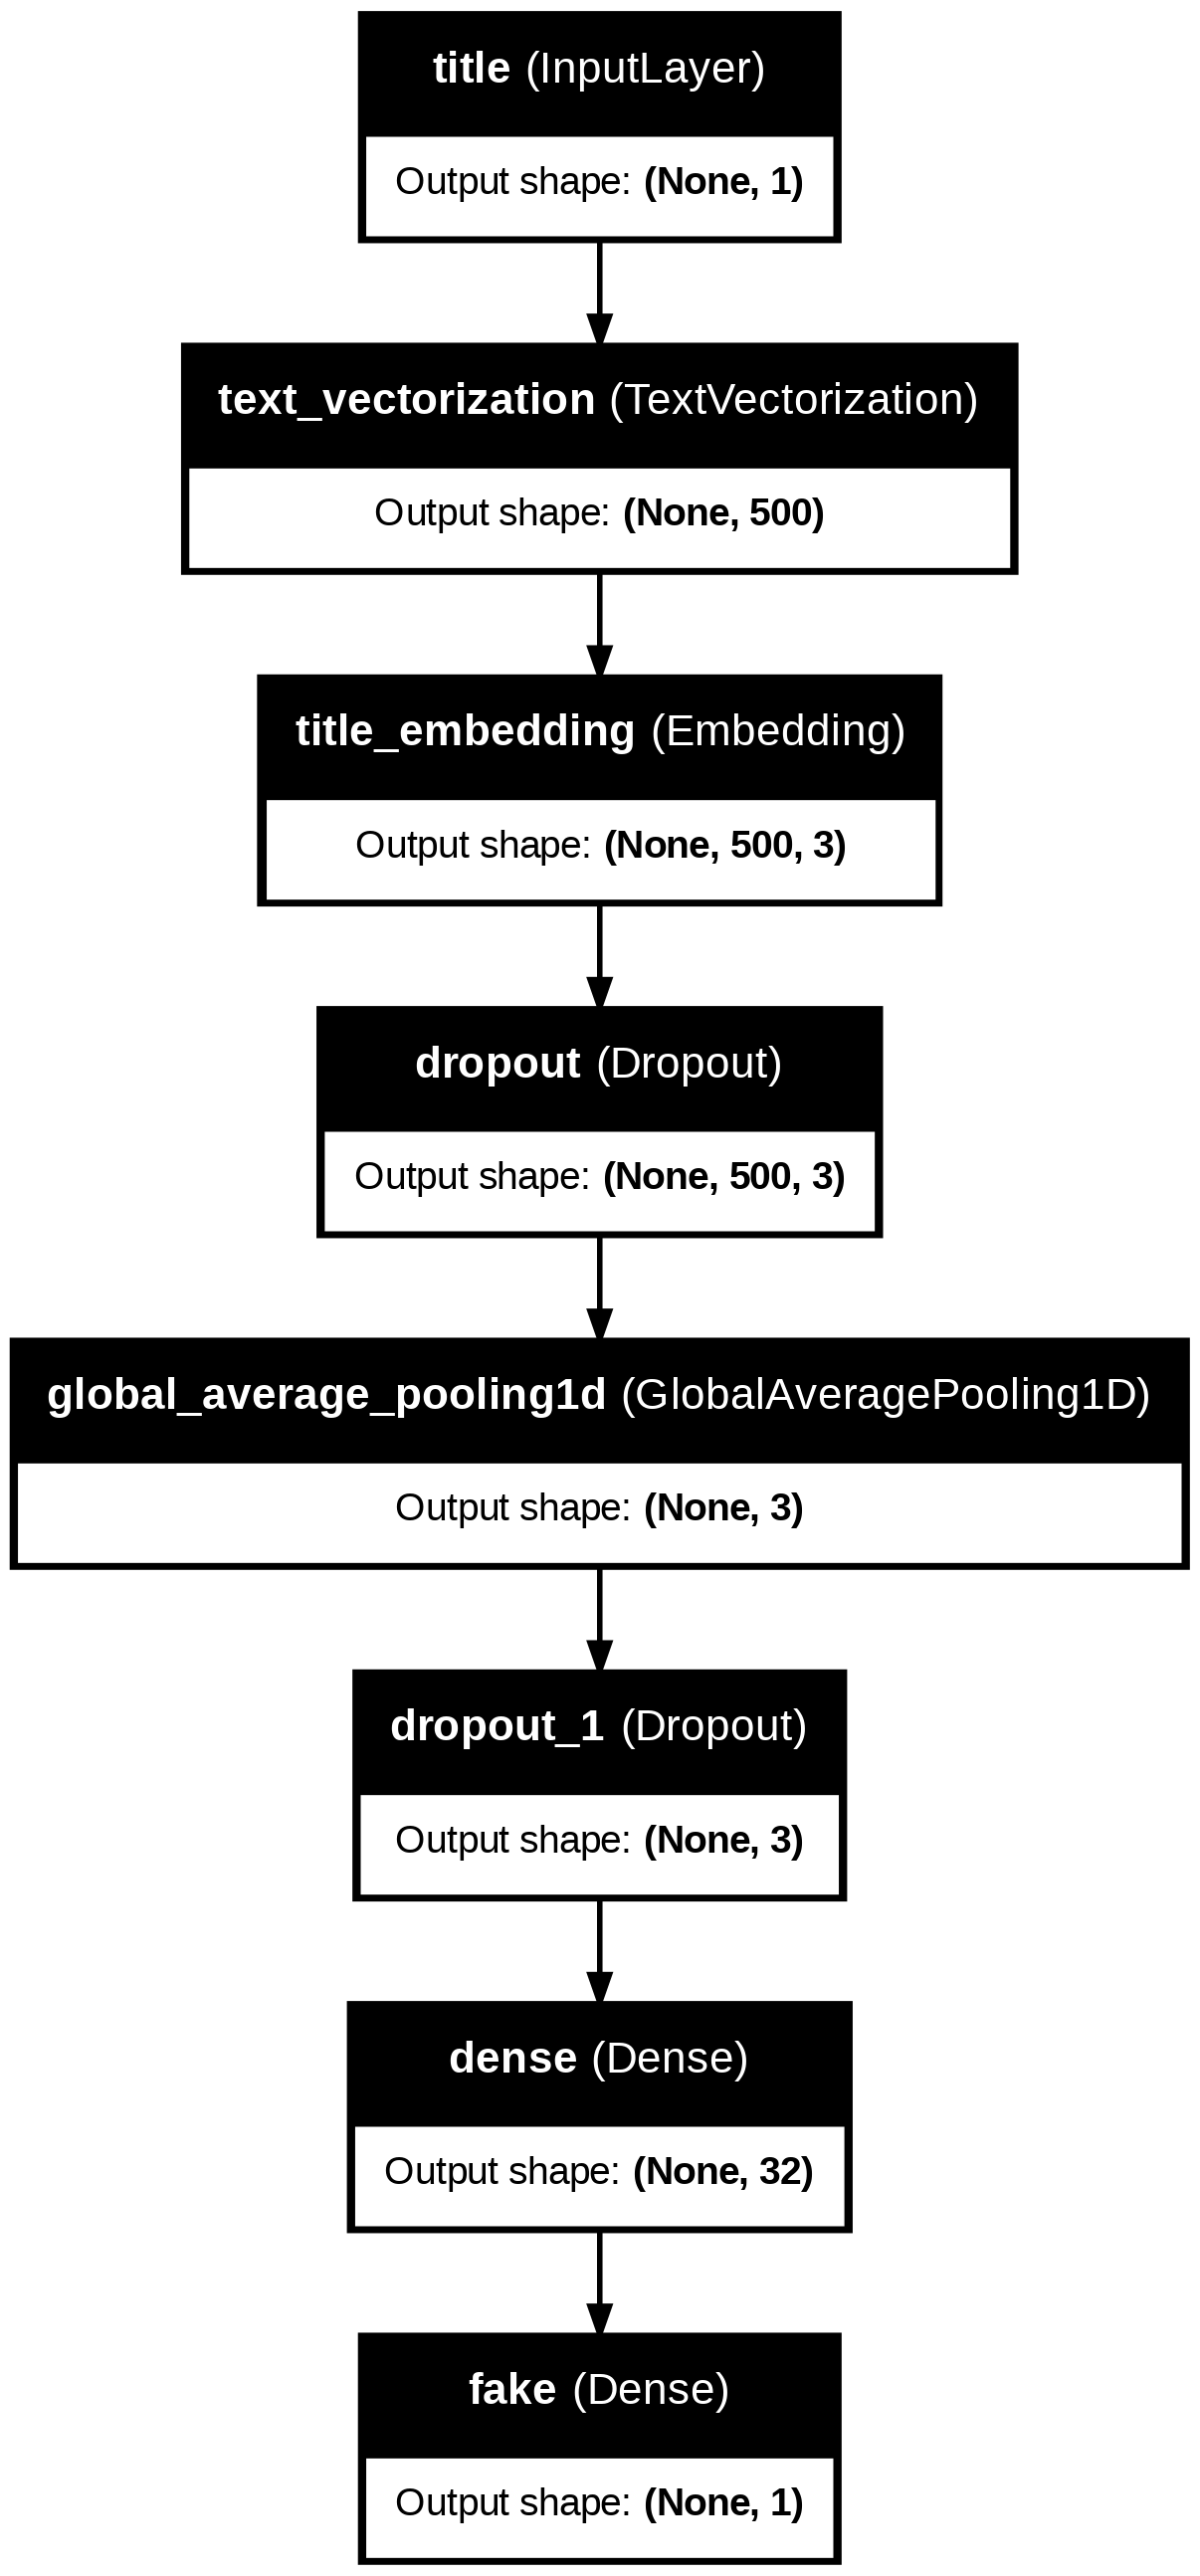 title (InputLayer)
Output shape: (None, 1)
text_vectorization (TextVectorization)
Output shape: (None, 500)
title_embedding (Embedding)
Output shape: (None, 500, 3)
dropout (Dropout)
Output shape: (None, 500, 3)
global_average_pooling1d (GlobalAveragePooling1D)
Output shape: (None, 3)
dropout_1 (Dropout)
Output shape: (None, 3)
dense (Dense)
Output shape: (None, 32)
fake (Dense)
Output shape: (None, 1)